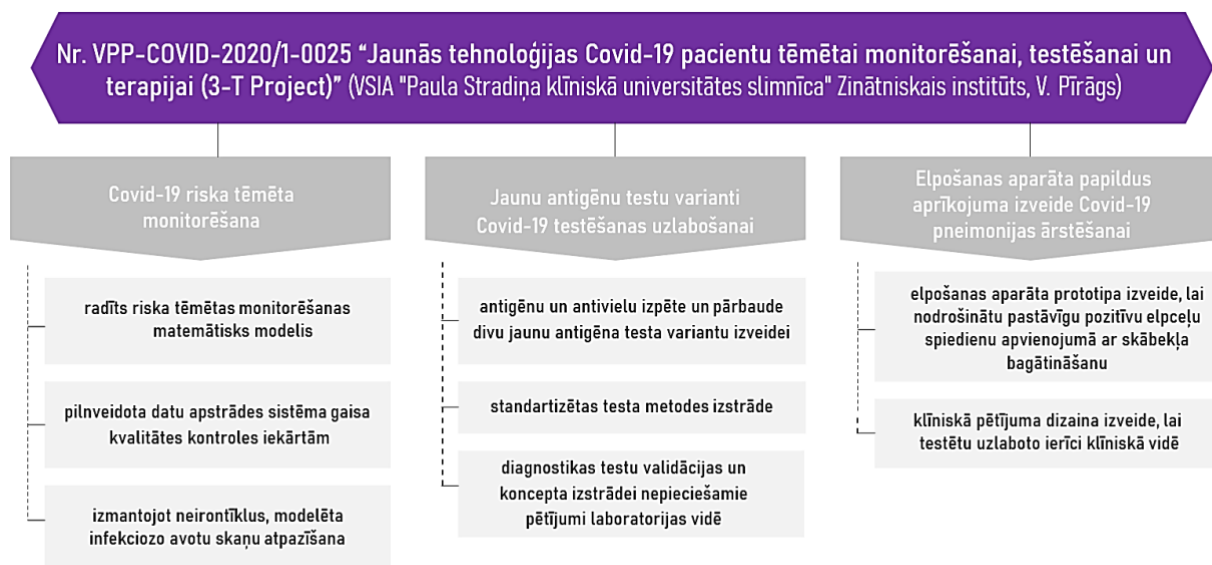 Nr. VPP-COVID-2020/1-0025 “Jaunās tehnoloģijas Covid-19 pacientu tēmētai monitorēšanai, testēšanai un
terapijai (3-T Project)” (VSIA "Paula Stradiņa klīniskā universitātes slimnīca" Zinātniskais institūts, V. Pīrāgs)
Covid-19 riska tēmēta
monitorēšana
radīts riska tēmētas monitorēšanas
matemātisks modelis
pilnveidota datu apstrādes sistēma gaisa
kvalitātes kontroles iekārtām
izmantojot neirontīklus, modelēta
infekciozo avotu skaņu atpazīšana
Jaunu antigēnu testu varianti
Covid-19 testēšanas uzlabošanai
antigēnu un antivielu izpēte un pārbaude
divu jaunu antigēna testa variantu izveidei
standartizētas testa metodes izstrāde
diagnostikas testu validācijas un
koncepta izstrādei nepieciešamie
pētījumi laboratorijas vidē
Elpošanas aparāta papildus
aprīkojuma izveide Covid-19
pneimonijas ārstēšanai
elpošanas aparāta prototipa izveide, lai
nodrošinātu pastāvīgu pozitīvu elpceļu
spiedienu apvienojumā ar skābekļa
bagātināšanu
klīniskā pētījuma dizaina izveide, lai
testētu uzlaboto ierīci klīniskā vidē